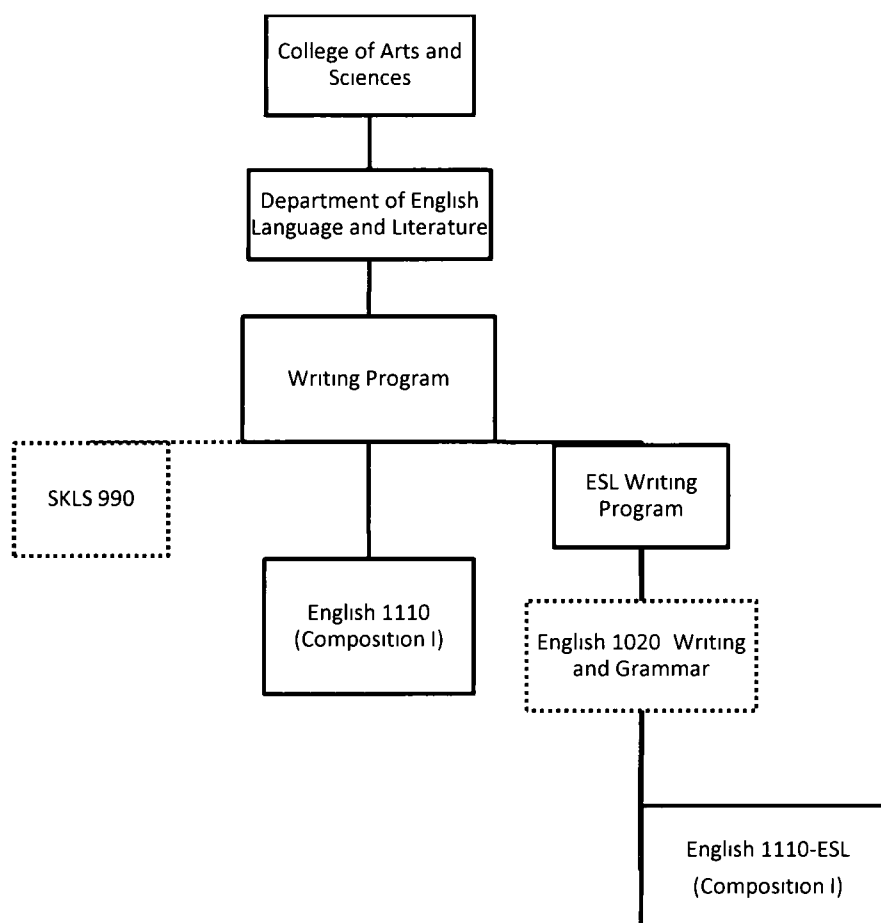 College of Arts and
Sciences
Department of English
Language and Literature
Writing Program
SKLS 990
ESL Writing
Program
English 1110
(Composition I)
English 1020 Writing
and Grammar
English 1110-ESL
(Composition I)